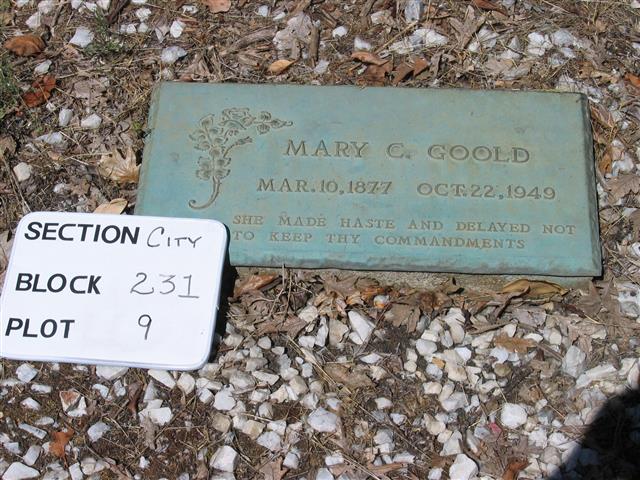 MARY C. GOOLD
MAR. 10, 1877 OCT. 22, 1949
SHE MADE HASTE AND DELAYED NOT
TO KEEP THY COMMANDMENTS
SECTION City
BLOCK 231
PLOT 9